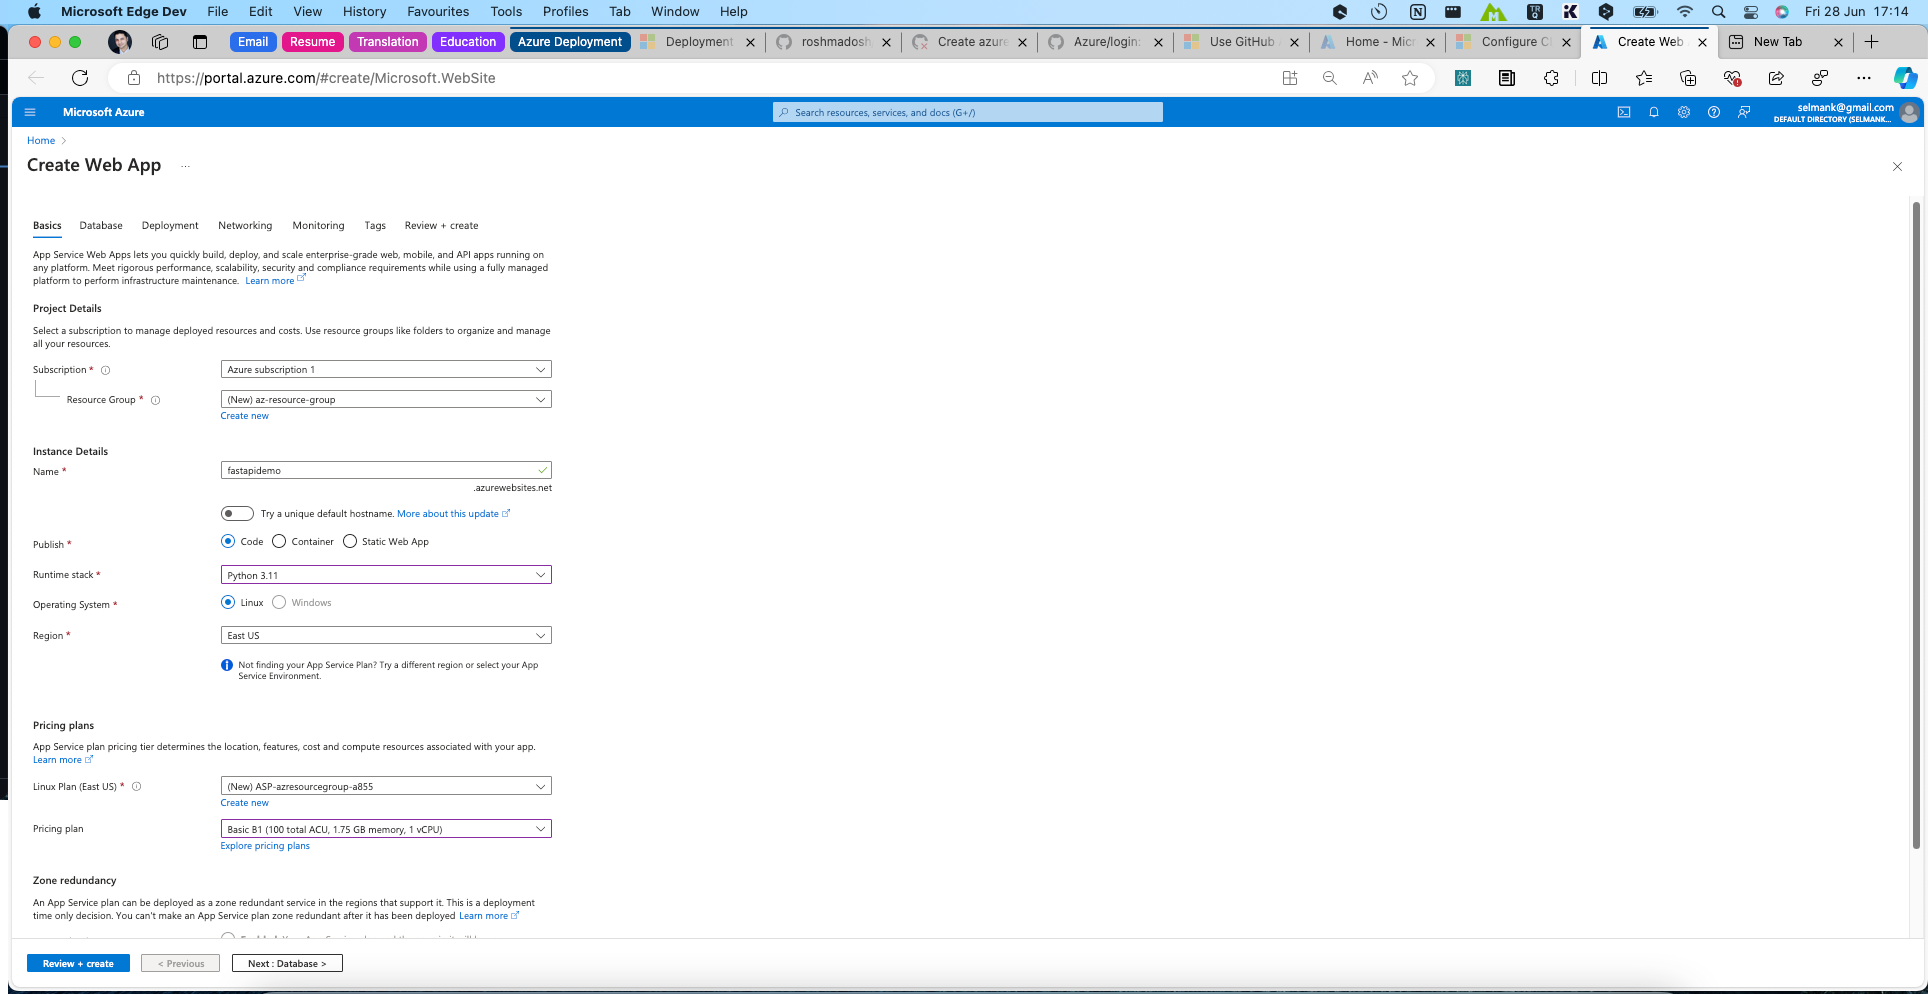 Microsoft Edge Dev File Edit View History Favourites Tools Profiles Tab Window Help Fri 28 Jun 17:14
Email Resume Translation Education Azure Deployment Deployment roshmadosh Create azure Azure/login: Use GitHub Home - Micr Configure C Create Web New Tab
https://portal.azure.com/#create/Microsoft.WebSite
Microsoft Azure
Search resources, services, and docs (G+/)
selmank@gmail.com
DEFAULT DIRECTORY (SELMANK...
Home >
Create Web App ...
Basics Database Deployment Networking Monitoring Tags Review + create
App Service Web Apps lets you quickly build, deploy, and scale enterprise-grade web, mobile, and API apps running on
any platform. Meet rigorous performance, scalability, security and compliance requirements while using a fully managed
platform to perform infrastructure maintenance. Learn more
Project Details
Select a subscription to manage deployed resources and costs. Use resource groups like folders to organize and manage
all your resources.
Subscription * Azure subscription 1
Resource Group * (New) az-resource-group
Create new
Instance Details
Name * fastapidemo
.azurewebsites.net
Try a unique default hostname. More about this update
Publish * Code Container Static Web App
Runtime stack * Python 3.11
Operating System * Linux Windows
Region * East US
Not finding your App Service Plan? Try a different region or select your App
Service Environment.
Pricing plans
App Service plan pricing tier determines the location, features, cost and compute resources associated with your app.
Learn more
Linux Plan (East US) * (New) ASP-azresourcegroup-a855
Create new
Pricing plan Basic B1 (100 total ACU, 1.75 GB memory, 1 vCPU)
Explore pricing plans
Zone redundancy
An App Service plan can be deployed as a zone redundant service in the regions that support it. This is a deployment
time only decision. You can't make an App Service plan zone redundant after it has been deployed Learn more
Review + create < Previous Next : Database >